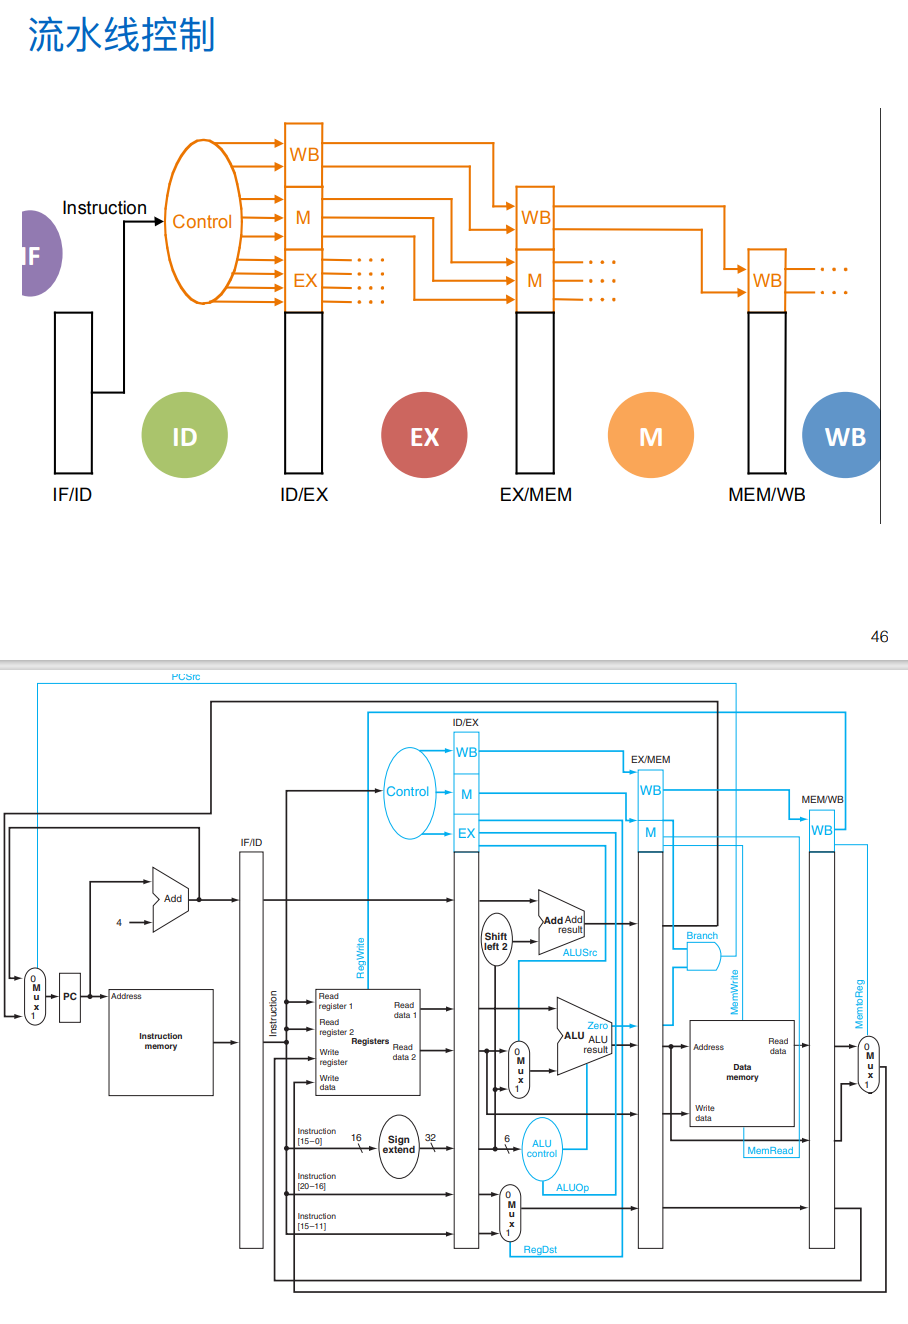 流水线控制
WB
Instruction
Control
M
WB
IF
EX
M
WB
ID
EX
M
WB
IF/ID
ID/EX
EX/MEM
MEM/WB
46
PCSrc
ID/EX
WB
EX/MEM
Control
M
WB
MEM/WB
EX
M
WB
IF/ID
Add
4
Add Add
result
Shift
left 2
RegWrite
ALUSrc
Branch
MemWrite
MemtoReg
0
M
u
x
1
PC
Address
Instruction
memory
Instruction
Read
register 1
Read
register 2
Write
register
Write
data
Registers
Read
data 1
Read
data 2
0
M
u
x
1
ALU
Zero
ALU
result
Address
Write
data
Data
memory
Read
data
0
M
u
x
1
Instruction
[15–0]
16
Sign
extend
32
6
ALU
control
MemRead
Instruction
[20–16]
ALUOp
Instruction
[15–11]
0
M
u
x
1
RegDst